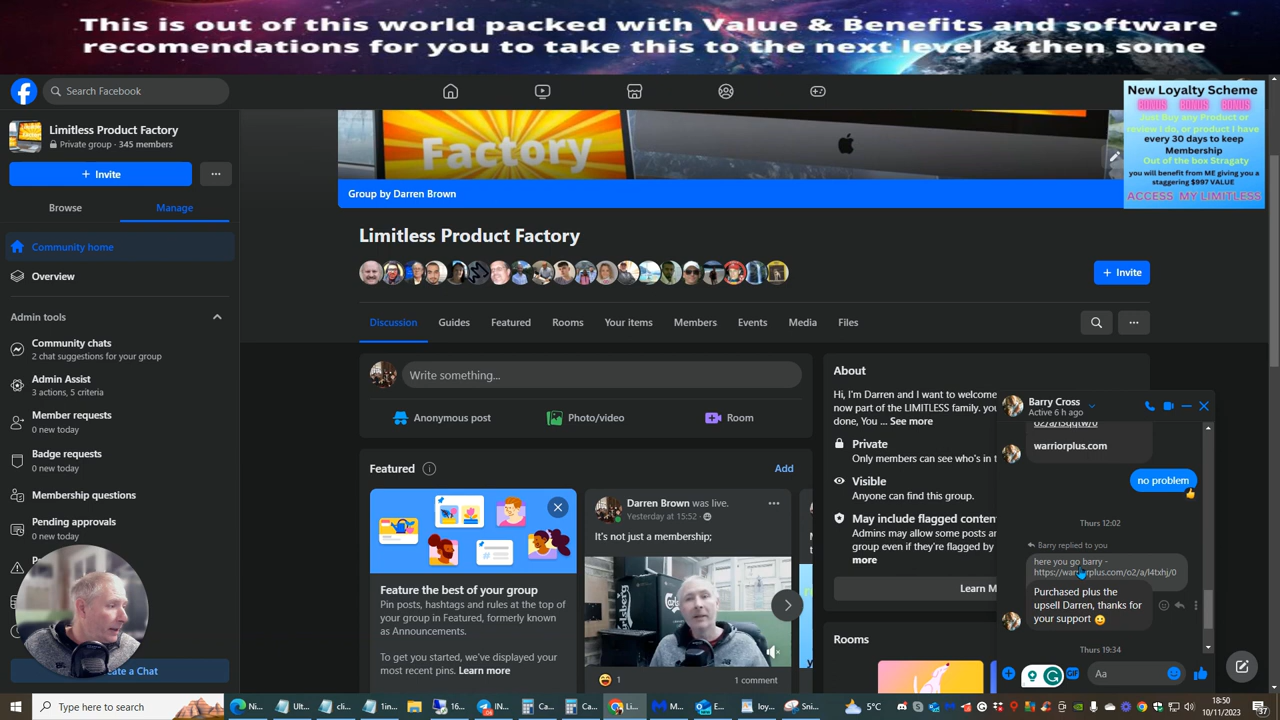 This is out of this world packed with Value & Benefits and software
recomendations for you to take this to the next level & then some
Search Facebook
Limitless Product Factory
Private group · 345 members
+ Invite
Browse
Manage
Community home
Overview
Admin tools
Community chats
2 chat suggestions for your group
Admin Assist
3 actions, 5 criteria
Member requests
0 new today
Badge requests
0 new today
Membership questions
Pending approvals
0 new today
Factory
Group by Darren Brown
Limitless Product Factory
+ Invite
Discussion
Guides
Featured
Rooms
Your items
Members
Events
Media
Files
Write something...
Anonymous post
Photo/video
Room
Featured
Add
Feature the best of your group
Pin posts, hashtags and rules at the top
of your group in Featured, formerly known
as Announcements.
To get you started, we've displayed your
most recent pins. Learn more
Darren Brown was live.
Yesterday at 15:52
It's not just a membership;
Carlsberg
1
1 comment
About
Hi, I'm Darren and I want to welcome
now part of the LIMITLESS family.
done, You ... See more
Private
Only members can see who's in
Visible
Anyone can find this group.
May include flagged conten
Admins may allow some posts an
group even if they're flagged by
more
Learn M
Rooms
New Loyalty Scheme
BONUS BONUS BONUS
Just Buy any Product or
review I do, or product I have
every 30 days to keep
Membership
Out of the box Stragaty
you will benefit from ME giving you a
staggering $997 VALUE
ACCESS MY LIMITLESS
Barry Cross
Active 6 h ago
warriorplus.com
no problem
Thurs 12:02
Barry replied to you
here you go barry -
Purchased plus the
upsell Darren, thanks for
your support
Thurs 19:34
GIF
Aa
Type here to search
5°C
18:50
10/11/2023